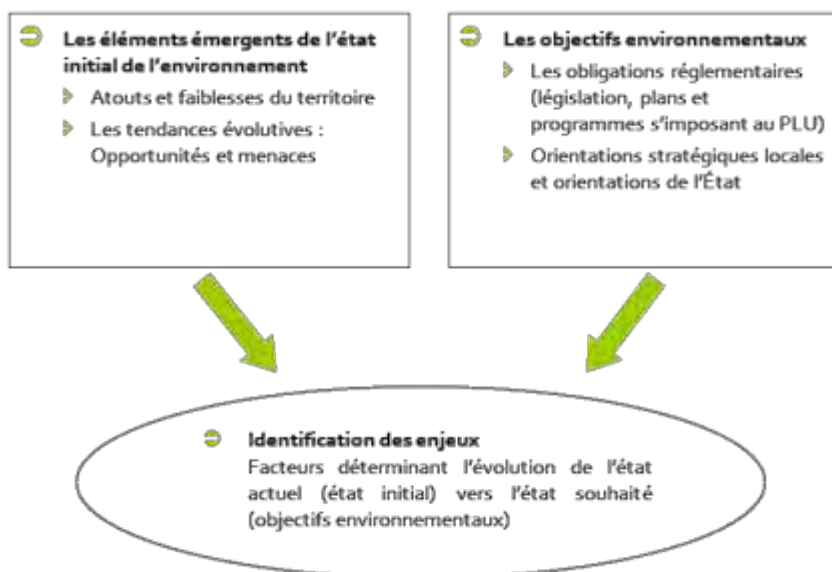 Les éléments émergents de l'état
initial de l'environnement
Atouts et faiblesses du territoire
Les tendances évolutives :
Opportunités et menaces
Les objectifs environnementaux
Les obligations réglementaires
(législation, plans et
programmes s'imposant au PLU)
Orientations stratégiques locales
et orientations de l'État
Identification des enjeux
Facteurs déterminant l'évolution de l'état
actuel (état initial) vers l'état souhaité
(objectifs environnementaux)